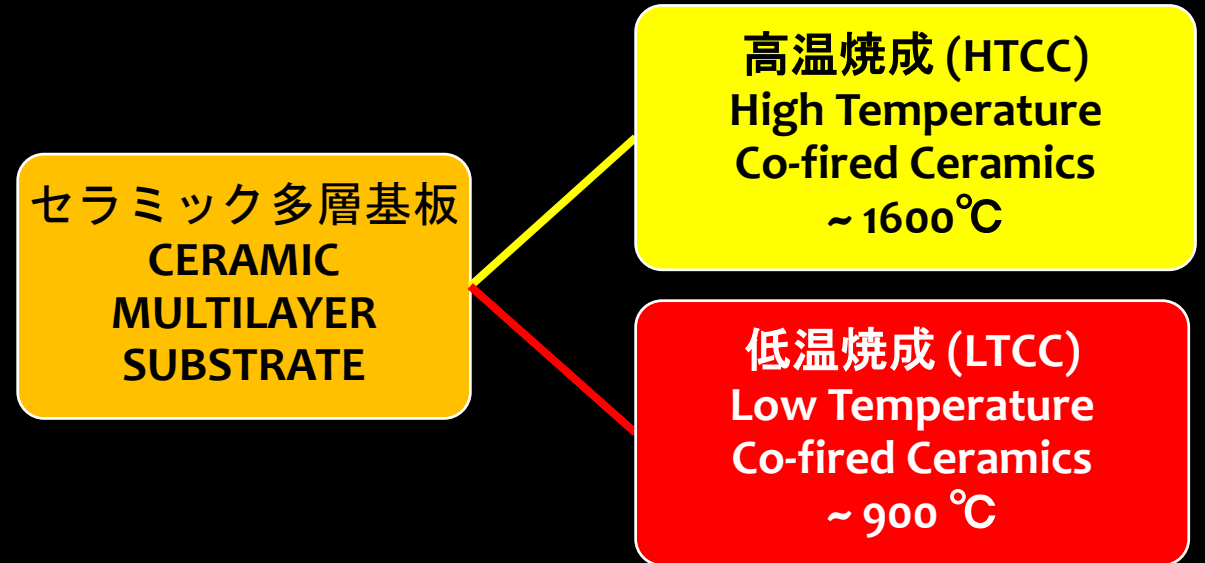 セラミック多層基板
CERAMIC
MULTILAYER
SUBSTRATE
高温焼成 (HTCC)
High Temperature
Co-fired Ceramics
~ 1600℃
低温焼成 (LTCC)
Low Temperature
Co-fired Ceramics
~ 900 ℃